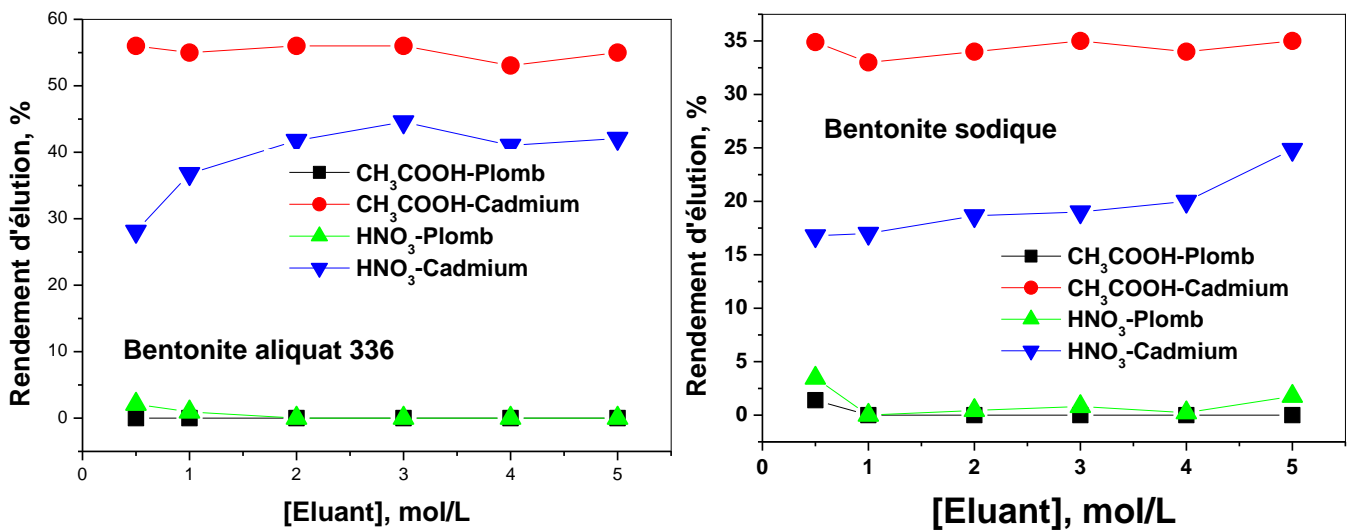 60
50
40
30
20
10
0
Rendement d'élution, %
CH₃COOH-Plomb
CH₃COOH-Cadmium
HNO₃-Plomb
HNO₃-Cadmium
Bentonite aliquat 336
0 1 2 3 4 5
[Eluant], mol/L
35
30
25
20
15
10
5
0
Rendement d'élution, %
Bentonite sodique
CH₃COOH-Plomb
CH₃COOH-Cadmium
HNO₃-Plomb
HNO₃-Cadmium
0 1 2 3 4 5
[Eluant], mol/L